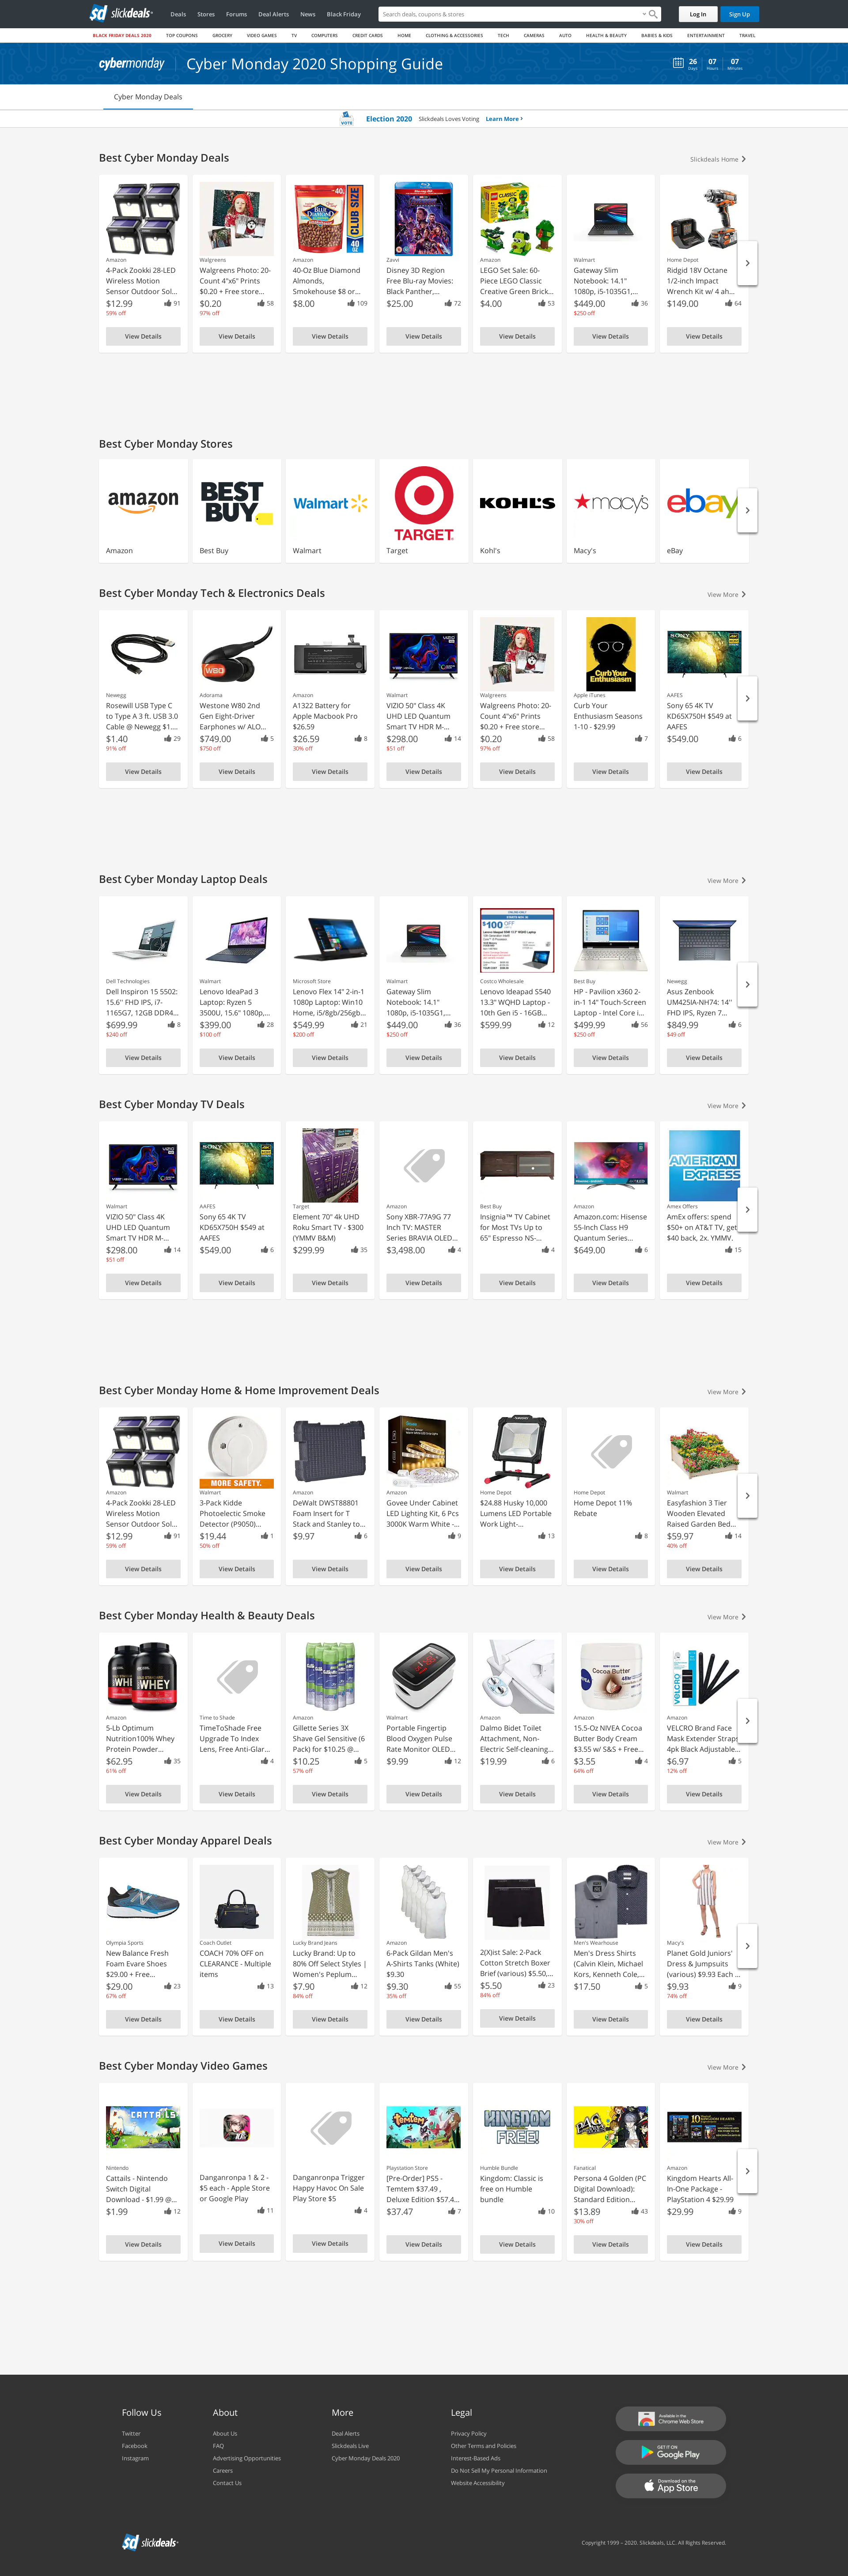 slickdeals
Deals Stores Forums Deal Alerts News Black Friday
Search deals, coupons & stores
Log In
Sign Up
BLACK FRIDAY DEALS 2020 TOP COUPONS GROCERY VIDEO GAMES TV COMPUTERS CREDIT CARDS HOME CLOTHING & ACCESSORIES TECH CAMERAS AUTO HEALTH & BEAUTY BABIES & KIDS ENTERTAINMENT TRAVEL
cybermonday
Cyber Monday 2020 Shopping Guide
26 07 07
Days Hours Minutes
Cyber Monday Deals
VOTE
Election 2020 Slickdeals Loves Voting Learn More
Best Cyber Monday Deals
Slickdeals Home
Amazon
4-Pack Zookki 28-LED
Wireless Motion
Sensor Outdoor Sol...
$12.99 91
59% off
View Details
Walgreens
Walgreens Photo: 20-
Count 4"x6" Prints
$0.20 + Free store...
$0.20 58
97% off
View Details
Amazon
40-Oz Blue Diamond
Almonds,
Smokehouse $8 or...
$8.00 109
View Details
Zavvi
Disney 3D Region
Free Blu-ray Movies:
Black Panther,...
$25.00 72
View Details
Amazon
LEGO Set Sale: 60-
Piece LEGO Classic
Creative Green Brick...
$4.00 53
View Details
Walmart
Gateway Slim
Notebook: 14.1"
1080p, i5-1035G1,...
$449.00 36
$250 off
View Details
Home Depot
Ridgid 18V Octane
1/2-inch Impact
Wrench Kit w/ 4 ah...
$149.00 64
View Details
Best Cyber Monday Stores
amazon
Amazon
BEST
BUY
Best Buy
Walmart
Walmart
TARGET
Target
KOHL'S
Kohl's
macy's
Macy's
ebay
eBay
Best Cyber Monday Tech & Electronics Deals
View More
Newegg
Rosewill USB Type C
to Type A 3 ft. USB 3.0
Cable @ Newegg $1,...
$1.40 29
91% off
View Details
Adorama
Westone W80 2nd
Gen Eight-Driver
Earphones w/ ALO...
$749.00 5
$750 off
View Details
Amazon
A1322 Battery for
Apple Macbook Pro
$26.59
$26.59 8
30% off
View Details
Walmart
VIZIO 50" Class 4K
UHD LED Quantum
Smart TV HDR M-...
$298.00 14
$51 off
View Details
Walgreens
Walgreens Photo: 20-
Count 4"x6" Prints
$0.20 + Free store...
$0.20 58
97% off
View Details
Curb Your
Enthusiasm
Apple iTunes
Curb Your
Enthusiasm Seasons
1-10 - $29.99
7
View Details
SONY
AAFES
Sony 65 4K TV
KD65X750H $549 at
AAFES
$549.00 6
View Details
Best Cyber Monday Laptop Deals
View More
Dell Technologies
Dell Inspiron 15 5502:
15.6'' FHD IPS, i7-
1165G7, 12GB DDR4...
$699.99 8
$240 off
View Details
Walmart
Lenovo IdeaPad 3
Laptop: Ryzen 5
3500U, 15.6" 1080p,...
$399.00 28
$100 off
View Details
Microsoft Store
Lenovo Flex 14" 2-in-1
1080p Laptop: Win10
Home, i5/8gb/256gb...
$549.99 21
$200 off
View Details
Walmart
Gateway Slim
Notebook: 14.1"
1080p, i5-1035G1,...
$449.00 36
$250 off
View Details
$100 OFF
Costco Wholesale
Lenovo Ideapad S540
13.3" WQHD Laptop -
10th Gen i5 - 16GB...
$599.99 12
View Details
Best Buy
HP - Pavilion x360 2-
in-1 14" Touch-Screen
Laptop - Intel Core i...
$499.99 56
$250 off
View Details
Newegg
Asus Zenbook
UM425IA-NH74: 14''
FHD IPS, Ryzen 7...
$849.99 6
$49 off
View Details
Best Cyber Monday TV Deals
View More
Walmart
VIZIO 50" Class 4K
UHD LED Quantum
Smart TV HDR M-...
$298.00 14
$51 off
View Details
SONY
AAFES
Sony 65 4K TV
KD65X750H $549 at
AAFES
$549.00 6
View Details
Target
Element 70" 4k UHD
Roku Smart TV - $300
(YMMV B&M)
$299.99 35
View Details
Amazon
Sony XBR-77A9G 77
Inch TV: MASTER
Series BRAVIA OLED...
$3,498.00 4
View Details
Best Buy
Insignia™ TV Cabinet
for Most TVs Up to
65" Espresso NS-...
4
View Details
Amazon
Amazon.com: Hisense
55-Inch Class H9
Quantum Series...
$649.00 6
View Details
AMERICAN
EXPRESS
Amex Offers
AmEx offers: spend
$50+ on AT&T TV, get
$40 back, 2x. YMMV.
15
View Details
Best Cyber Monday Home & Home Improvement Deals
View More
Amazon
4-Pack Zookki 28-LED
Wireless Motion
Sensor Outdoor Sol...
$12.99 91
59% off
View Details
MORE SAFETY.
Walmart
3-Pack Kidde
Photoelectic Smoke
Detector (P9050)...
$19.44 1
50% off
View Details
Amazon
DeWalt DWST88801
Foam Insert for T
Stack and Stanley to...
$9.97 6
View Details
Amazon
Govee Under Cabinet
LED Lighting Kit, 6 Pcs
3000K Warm White -...
9
View Details
Home Depot
$24.88 Husky 10,000
Lumens LED Portable
Work Light-...
13
View Details
Home Depot
Home Depot 11%
Rebate
8
View Details
Walmart
Easyfashion 3 Tier
Wooden Elevated
Raised Garden Bed...
$59.97 14
40% off
View Details
Best Cyber Monday Health & Beauty Deals
View More
WHEY
Amazon
5-Lb Optimum
Nutrition100% Whey
Protein Powder...
$62.95 35
61% off
View Details
Time to Shade
TimeToShade Free
Upgrade To Index
Lens, Free Anti-Glar...
4
View Details
Amazon
Gillette Series 3X
Shave Gel Sensitive (6
Pack) for $10.25 @...
$10.25 5
57% off
View Details
Walmart
Portable Fingertip
Blood Oxygen Pulse
Rate Monitor OLED...
$9.99 12
View Details
Amazon
Dalmo Bidet Toilet
Attachment, Non-
Electric Self-cleaning...
$19.99 6
View Details
Cocoa Butter
Amazon
15.5-Oz NIVEA Cocoa
Butter Body Cream
$3.55 w/ S&S + Free...
$3.55 4
64% off
View Details
VELCRO
Amazon
VELCRO Brand Face
Mask Extender Straps
4pk Black Adjustable...
$6.97 5
12% off
View Details
Best Cyber Monday Apparel Deals
View More
Olympia Sports
New Balance Fresh
Foam Evare Shoes
$29.00 + Free...
$29.00 23
67% off
View Details
Coach Outlet
COACH 70% OFF on
CLEARANCE - Multiple
items
13
View Details
Lucky Brand Jeans
Lucky Brand: Up to
80% Off Select Styles |
Women's Peplum...
$7.90 12
84% off
View Details
Amazon
6-Pack Gildan Men's
A-Shirts Tanks (White)
$9.30
$9.30 55
35% off
View Details
2(X)ist Sale: 2-Pack
Cotton Stretch Boxer
Brief (various) $5.50,...
$5.50 23
84% off
View Details
Men's Wearhouse
Men's Dress Shirts
(Calvin Klein, Michael
Kors, Kenneth Cole,...
$17.50 5
View Details
Macy's
Planet Gold Juniors'
Dress & Jumpsuits
(various) $9.93 Each ...
$9.93 9
74% off
View Details
Best Cyber Monday Video Games
View More
CATTAILS
Nintendo
Cattails - Nintendo
Switch Digital
Download - $1.99 @...
$1.99 12
View Details
Danganronpa 1 & 2 -
$5 each - Apple Store
or Google Play
11
View Details
Danganronpa Trigger
Happy Havoc On Sale
Play Store $5
4
View Details
Temtem
Playstation Store
[Pre-Order] PS5 -
Temtem $37.49 ,
Deluxe Edition $57.4...
$37.47 7
View Details
KINGDOM
FREE!
Humble Bundle
Kingdom: Classic is
free on Humble
bundle
10
View Details
P4G
Fanatical
Persona 4 Golden (PC
Digital Download):
Standard Edition...
$13.89 43
30% off
View Details
Amazon
Kingdom Hearts All-
In-One Package -
PlayStation 4 $29.99
$29.99 9
View Details
Follow Us
Twitter
Facebook
Instagram
About
About Us
FAQ
Advertising Opportunities
Careers
Contact Us
More
Deal Alerts
Slickdeals Live
Cyber Monday Deals 2020
Legal
Privacy Policy
Other Terms and Policies
Interest-Based Ads
Do Not Sell My Personal Information
Website Accessibility
Available in the
Chrome Web Store
GET IT ON
Google Play
Download on the
App Store
slickdeals
Copyright 1999 - 2020. Slickdeals, LLC. All Rights Reserved.